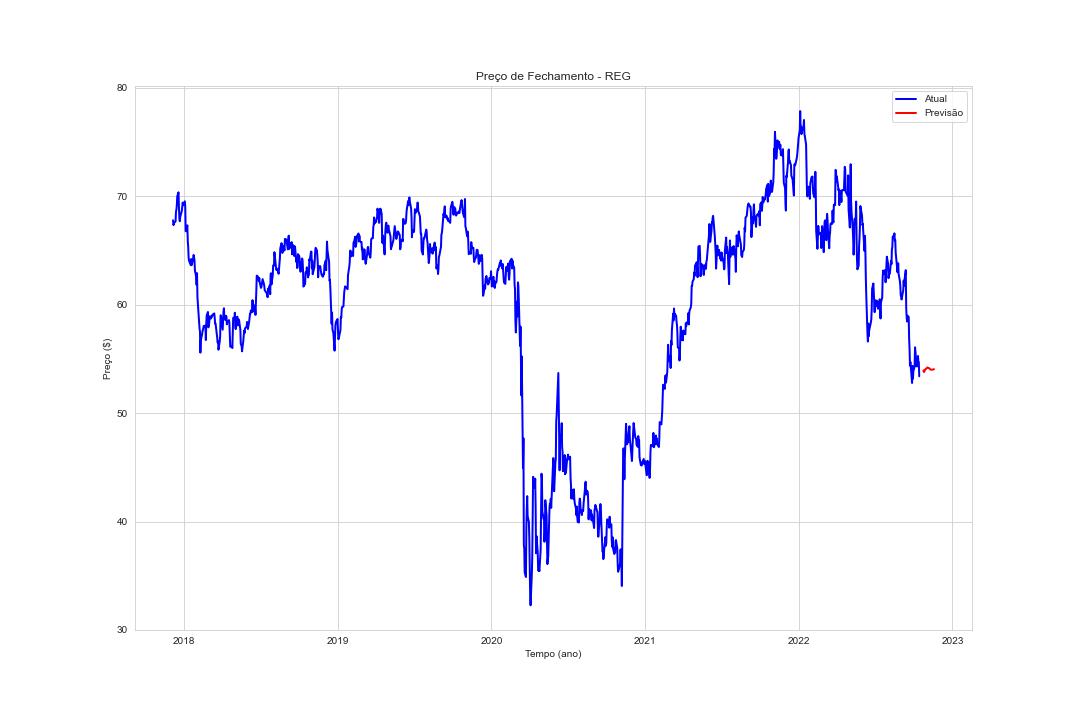 Preço de Fechamento - REG
Atual
Previsão
80
70
60
50
40
30
Preço ($)
2018
2019
2020
2021
2022
2023
Tempo (ano)